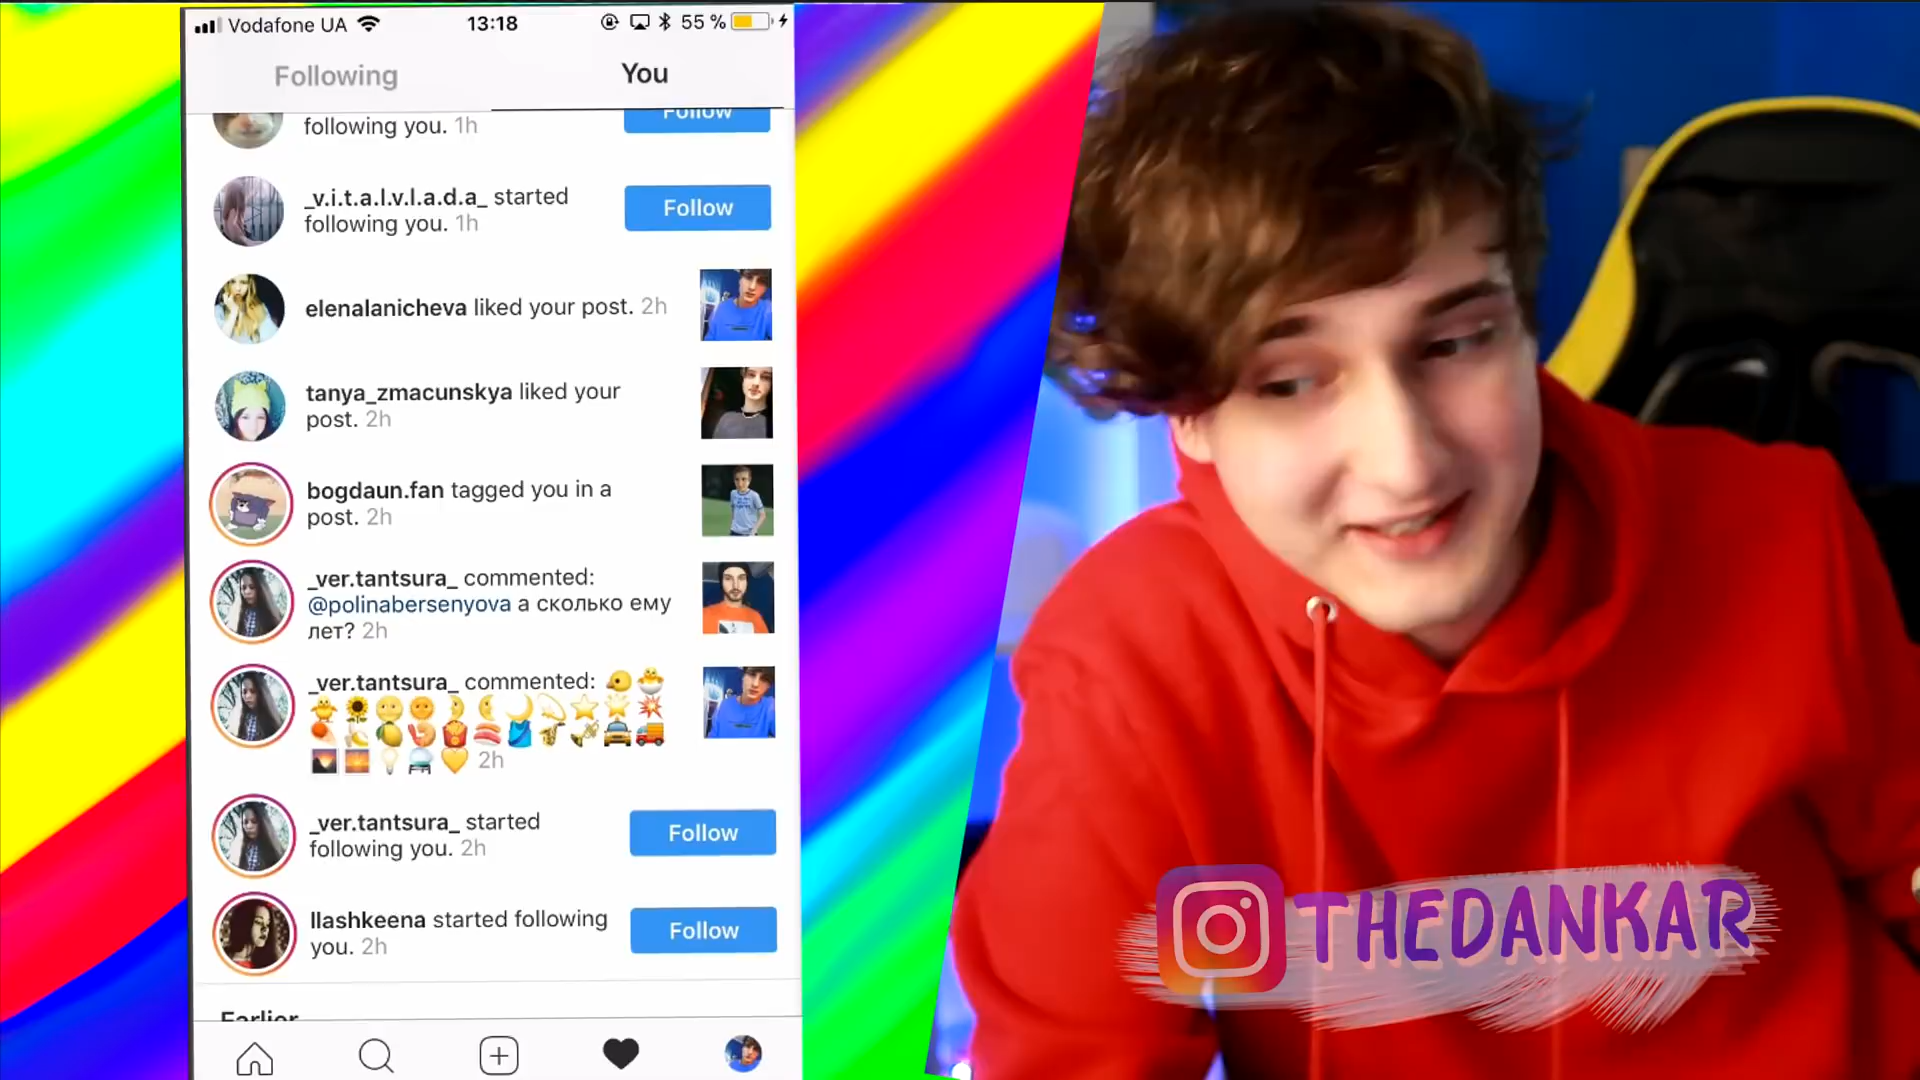 Vodafone UA 13:18 55 %
Following You
following you. 1h Follow
_v.i.t.a.l.v.l.a.d.a_ started
following you. 1h
Follow
elenalanicheva liked your post. 2h
tanya_zmacunskya liked your
post. 2h
bogdaun.fan tagged you in a
post. 2h
_ver.tantsura_ commented:
@polinabersenyova а сколько ему
лет? 2h
_ver.tantsura_ commented:
2h
_ver.tantsura_ started
following you. 2h
Follow
llashkeena started following
you. 2h
Follow
Earlier
THEDANKAR